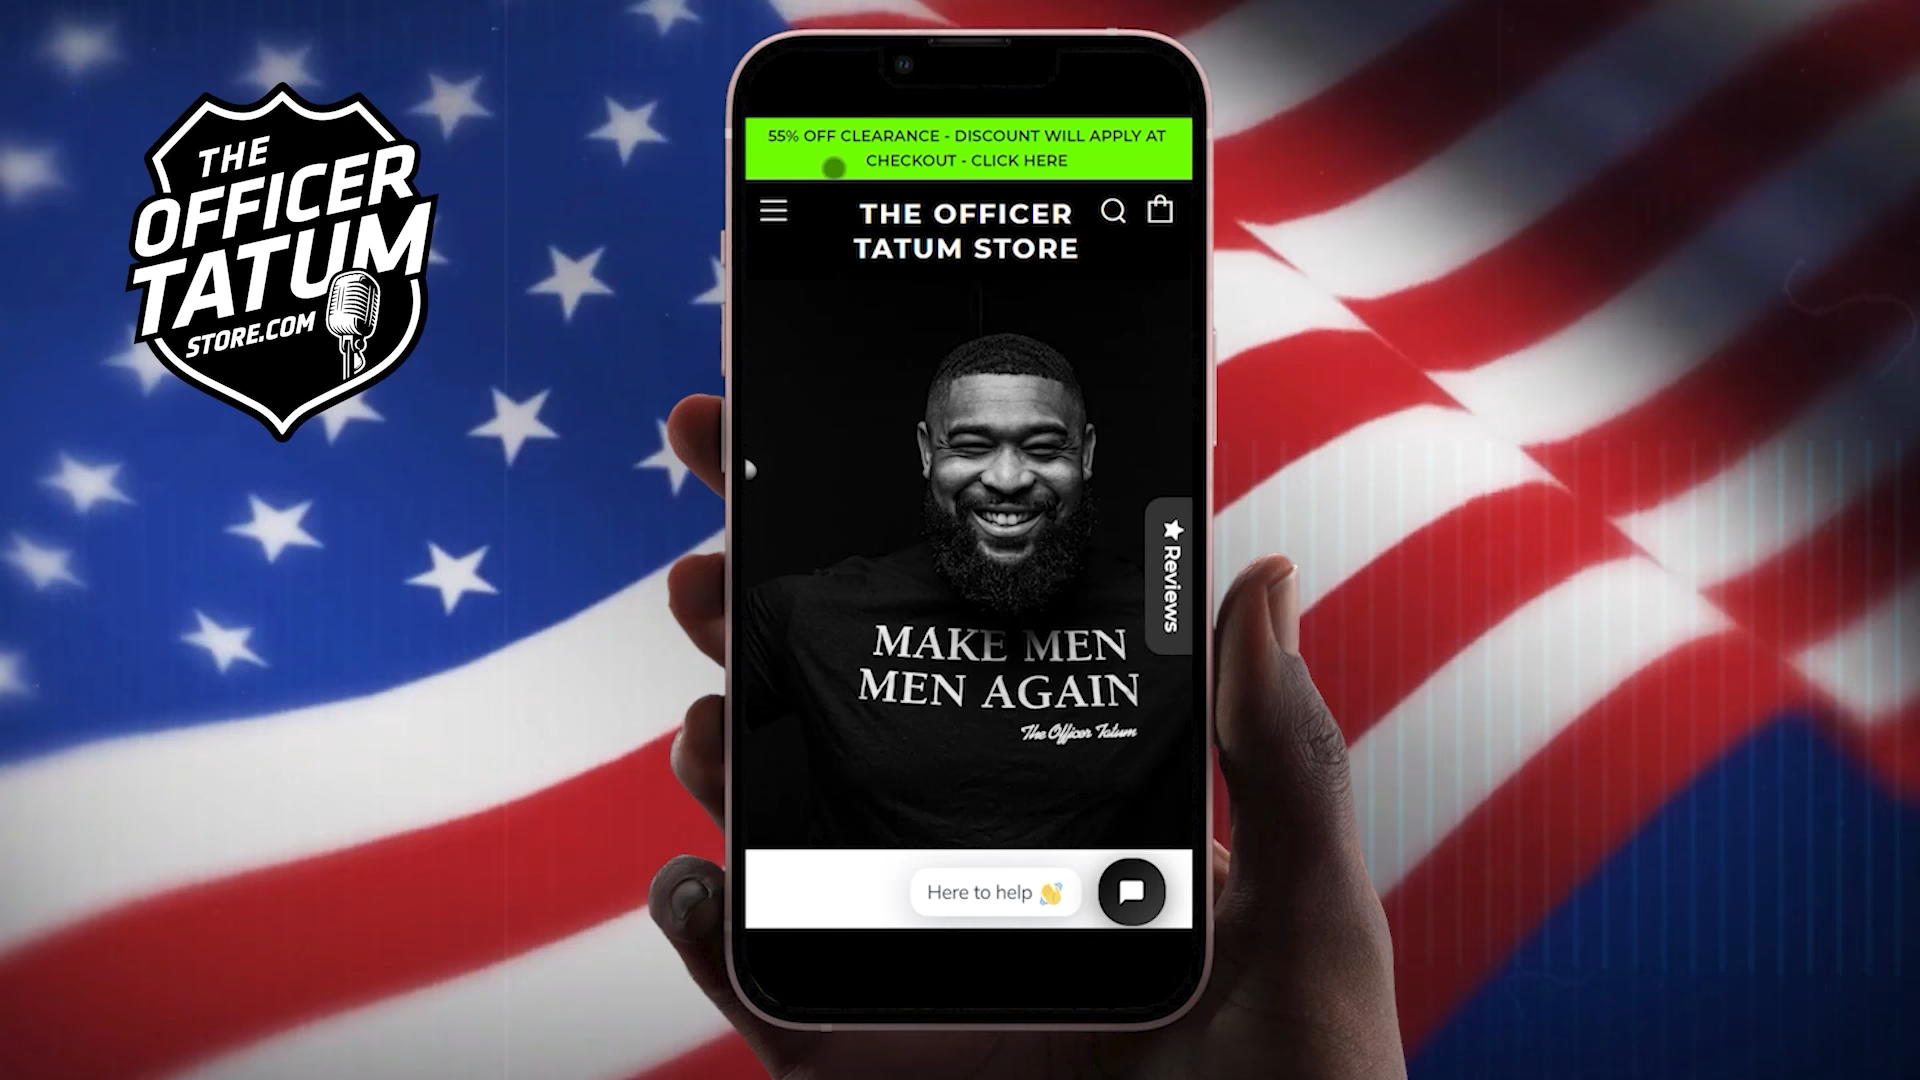 THE
OFFICER
TATUM
STORE.COM
55% OFF CLEARANCE - DISCOUNT WILL APPLY AT
CHECKOUT - CLICK HERE
THE OFFICER
TATUM STORE
Reviews
MAKE MEN
MEN AGAIN
The Officer Tatum
Here to help 👋